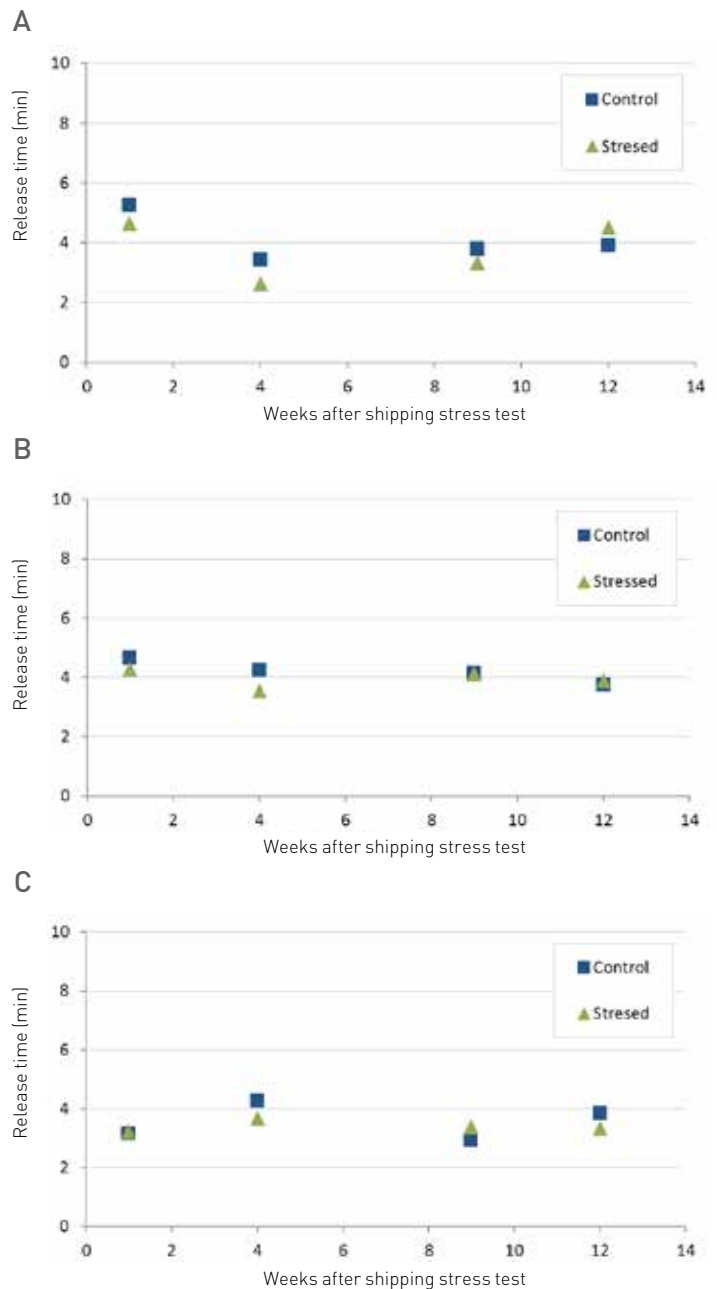 A
10
8
6
4
2
0
Release time (min)
Control
Stresed
0 2 4 6 8 10 12 14
Weeks after shipping stress test
B
10
8
6
4
2
0
Release time (min)
Control
Stressed
0 2 4 6 8 10 12 14
Weeks after shipping stress test
C
10
8
6
4
2
0
Release time (min)
Control
Stresed
0 2 4 6 8 10 12 14
Weeks after shipping stress test